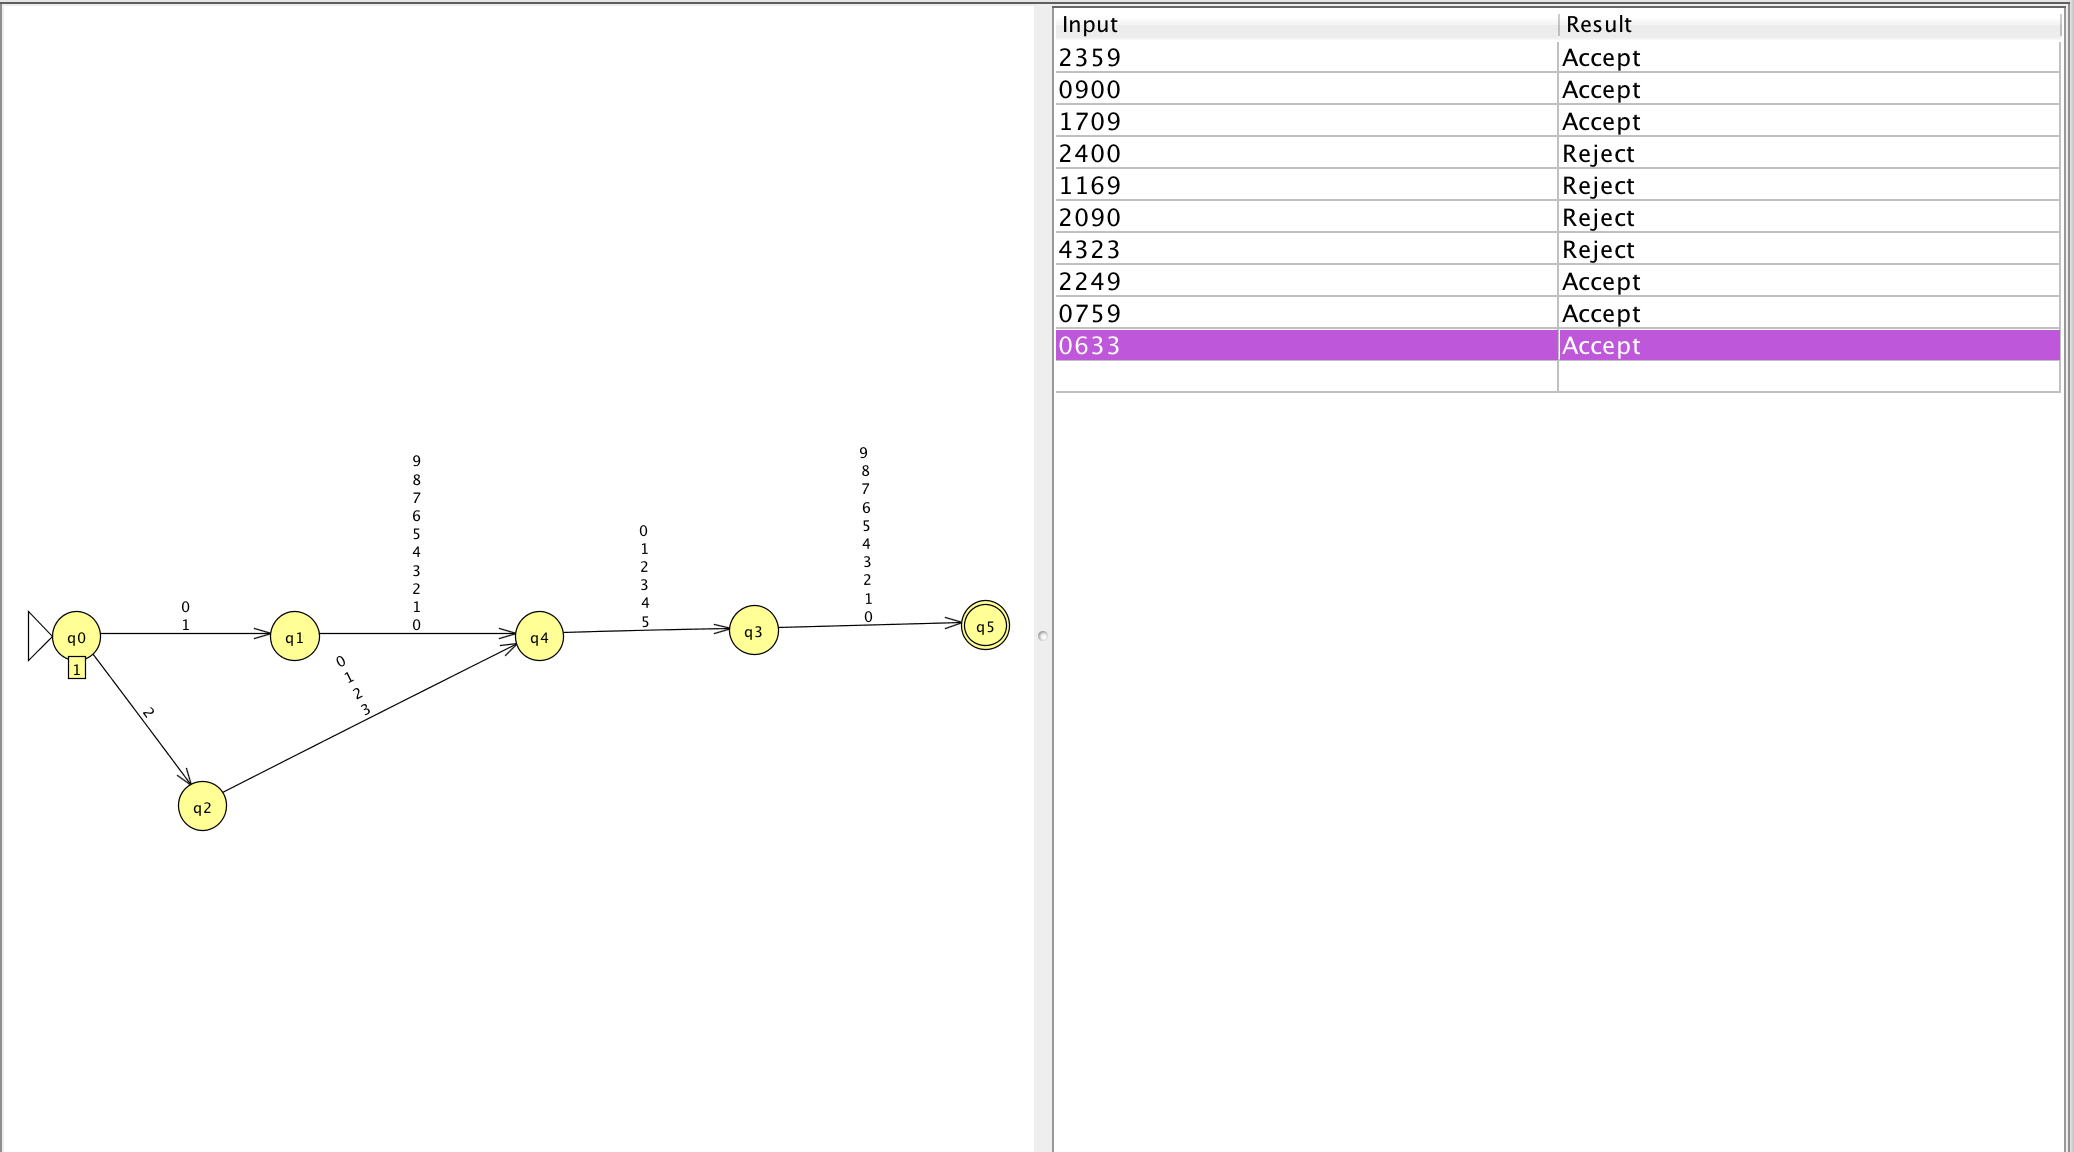 Input Result
2359 Accept
0900 Accept
1709 Accept
2400 Reject
1169 Reject
2090 Reject
4323 Reject
2249 Accept
0759 Accept
0633 Accept
9
8
7
6
5
4
3
2
1
0
9
8
7
6
5
4
3
2
1
0
0
1
2
3
4
5
0
1
q0
1
q1
q4
q3
q5
0
1
2
3
2
q2